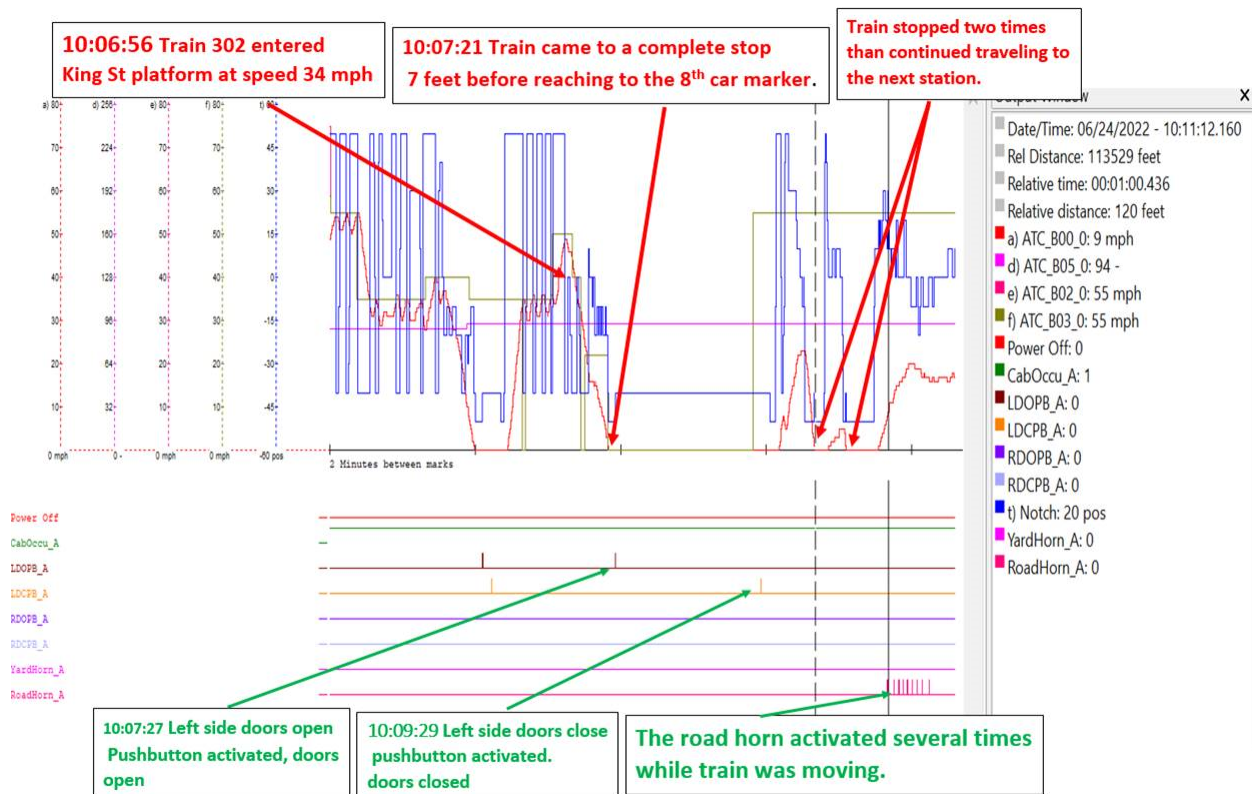 10:06:56 Train 302 entered
King St platform at speed 34 mph
10:07:21 Train came to a complete stop
7 feet before reaching to the 8th car marker.
Train stopped two times
than continued traveling to
the next station.
a) 80 d) 256 e) 80 f) 80
70 224 70 70 45
60 192 60 60 30
50 160 50 50 15
40 128 40 40 0
30 96 30 30 -15
20 64 20 20 -30
10 32 10 10 -45
0 mph 0 - 0 mph 0 mph -60 pos
2 Minutes between marks
X
Date/Time: 06/24/2022 - 10:11:12.160
Rel Distance: 113529 feet
Relative time: 00:01:00.436
Relative distance: 120 feet
a) ATC_B00_0: 9 mph
d) ATC_B05_0: 94 -
e) ATC_B02_0: 55 mph
f) ATC_B03_0: 55 mph
Power Off: 0
CabOccu_A: 1
LDOPB_A: 0
LDCPB_A: 0
RDOPB_A: 0
RDCPB_A: 0
t) Notch: 20 pos
YardHorn_A: 0
RoadHorn_A: 0
Power Off
CabOccu_A
LDOPB_A
LDCPB_A
RDOPB_A
RDCPB_A
YardHorn_A
RoadHorn_A
10:07:27 Left side doors open
Pushbutton activated, doors
open
10:09:29 Left side doors close
pushbutton activated.
doors closed
The road horn activated several times
while train was moving.